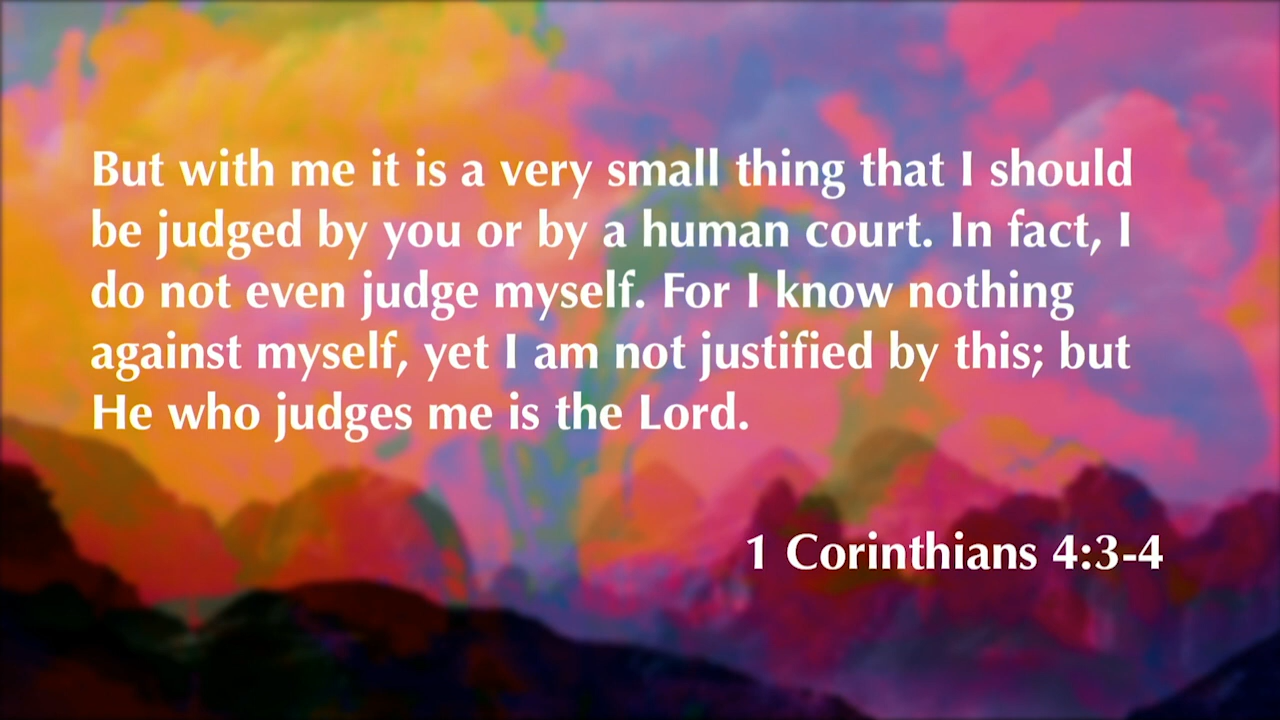 But with me it is a very small thing that I should
be judged by you or by a human court. In fact, I
do not even judge myself. For I know nothing
against myself, yet I am not justified by this; but
He who judges me is the Lord.
1 Corinthians 4:3-4